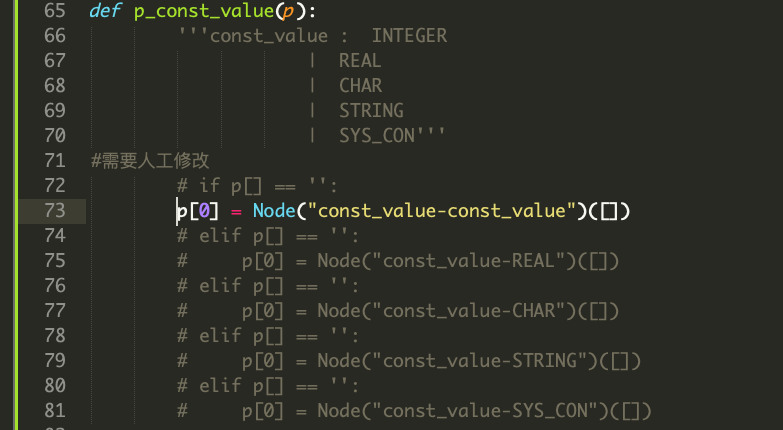 65 def p_const_value(p):
66 '''const_value :  INTEGER
67 |  REAL
68 |  CHAR
69 |  STRING
70 |  SYS_CON'''
71 #需要人工修改
72 # if p[] == '':
73 p[0] = Node("const_value-const_value")([])
74 # elif p[] == '':
75 #     p[0] = Node("const_value-REAL")([])
76 # elif p[] == '':
77 #     p[0] = Node("const_value-CHAR")([])
78 # elif p[] == '':
79 #     p[0] = Node("const_value-STRING")([])
80 # elif p[] == '':
81 #     p[0] = Node("const_value-SYS_CON")([])